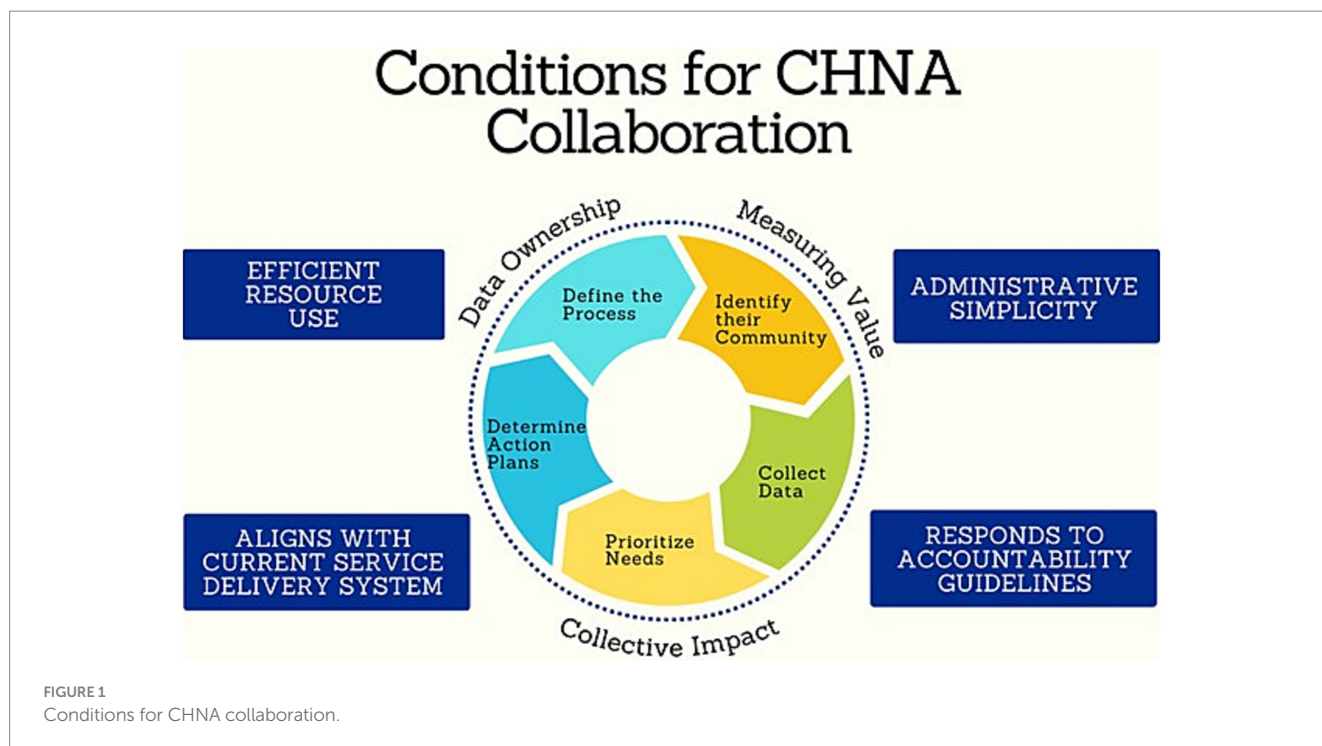 Conditions for CHNA
Collaboration
Data Ownership
Measuring Value
EFFICIENT
RESOURCE
USE
ADMINISTRATIVE
SIMPLICITY
Define the
Process
Identify
their
Community
Determine
Action
Plans
Collect
Data
Prioritize
Needs
ALIGNS WITH
CURRENT SERVICE
DELIVERY SYSTEM
RESPONDS TO
ACCOUNTABILITY
GUIDELINES
Collective Impact
FIGURE 1
Conditions for CHNA collaboration.